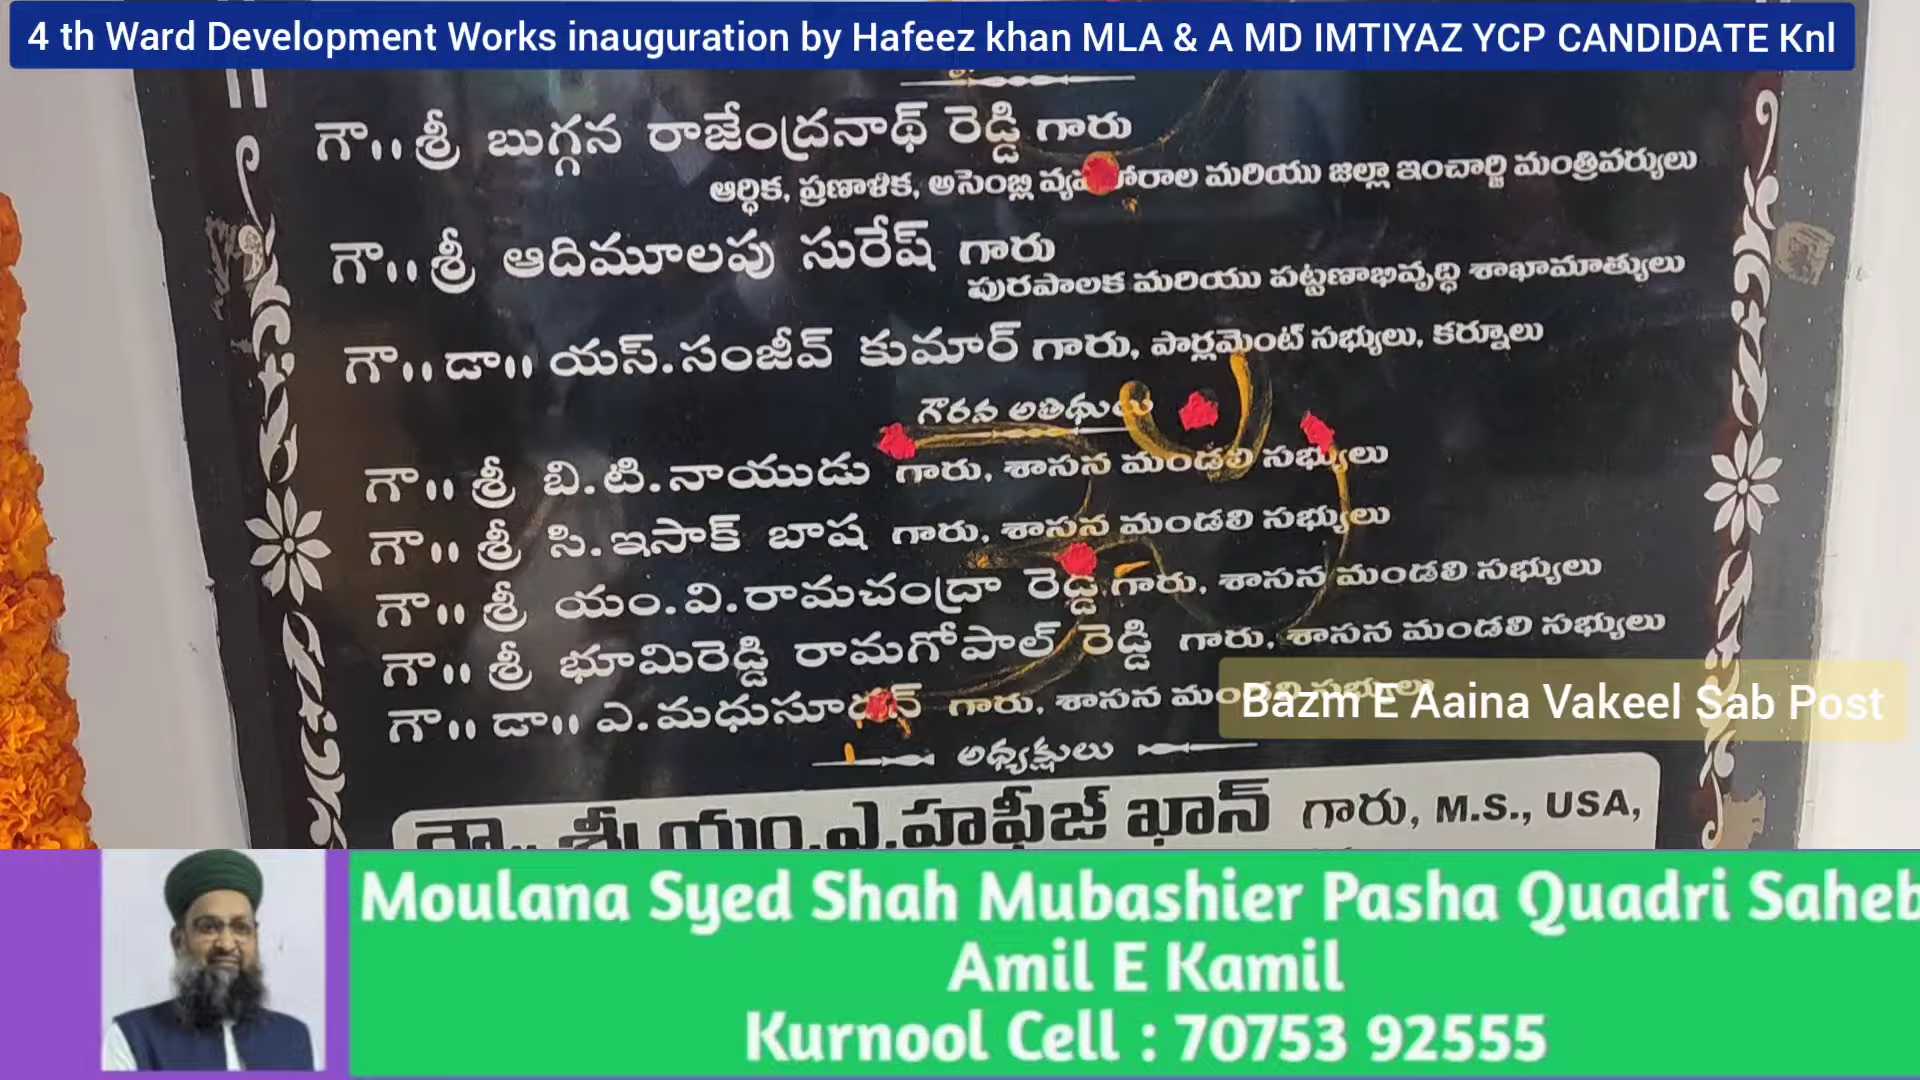 4 th Ward Development Works inauguration by Hafeez khan MLA & A MD IMTIYAZ YCP CANDIDATE Knl
గౌ॥ శ్రీ బుగ్గన రాజేంద్రనాథ్ రెడ్డి గారు
ఆర్ధిక, ప్రణాళిక, అసెంబ్లి వ్యవహారాల మరియు జిల్లా ఇంచార్జి మంత్రివర్యులు
గౌ॥ శ్రీ ఆదిమూలపు సురేష్ గారు
పురపాలక మరియు పట్టణాభివృద్ధి శాఖామాత్యులు
గౌ॥ డా॥ యస్.సంజీవ్ కుమార్ గారు, పార్లమెంట్ సభ్యులు, కర్నూలు
గౌరవ అతిథులు
గౌ॥ శ్రీ బి.టి.నాయుడు గారు, శాసన మండలి సభ్యులు
గౌ॥ శ్రీ సి.ఇసాక్ బాష గారు, శాసన మండలి సభ్యులు
గౌ॥ శ్రీ యం.వి.రామచంద్రా రెడ్డి గారు, శాసన మండలి సభ్యులు
గౌ॥ శ్రీ భూమిరెడ్డి రామగోపాల్ రెడ్డి గారు, శాసన మండలి సభ్యులు
గౌ॥ డా॥ ఎ.మధుసూదన్ గారు, శాసన మండలి సభ్యులు
Bazm E Aaina Vakeel Sab Post
అధ్యక్షులు
గౌ॥ శ్రీ యం.ఎ.హఫీజ్ ఖాన్ గారు, M.S., USA,
Moulana Syed Shah Mubashier Pasha Quadri Saheb
Amil E Kamil
Kurnool Cell : 70753 92555